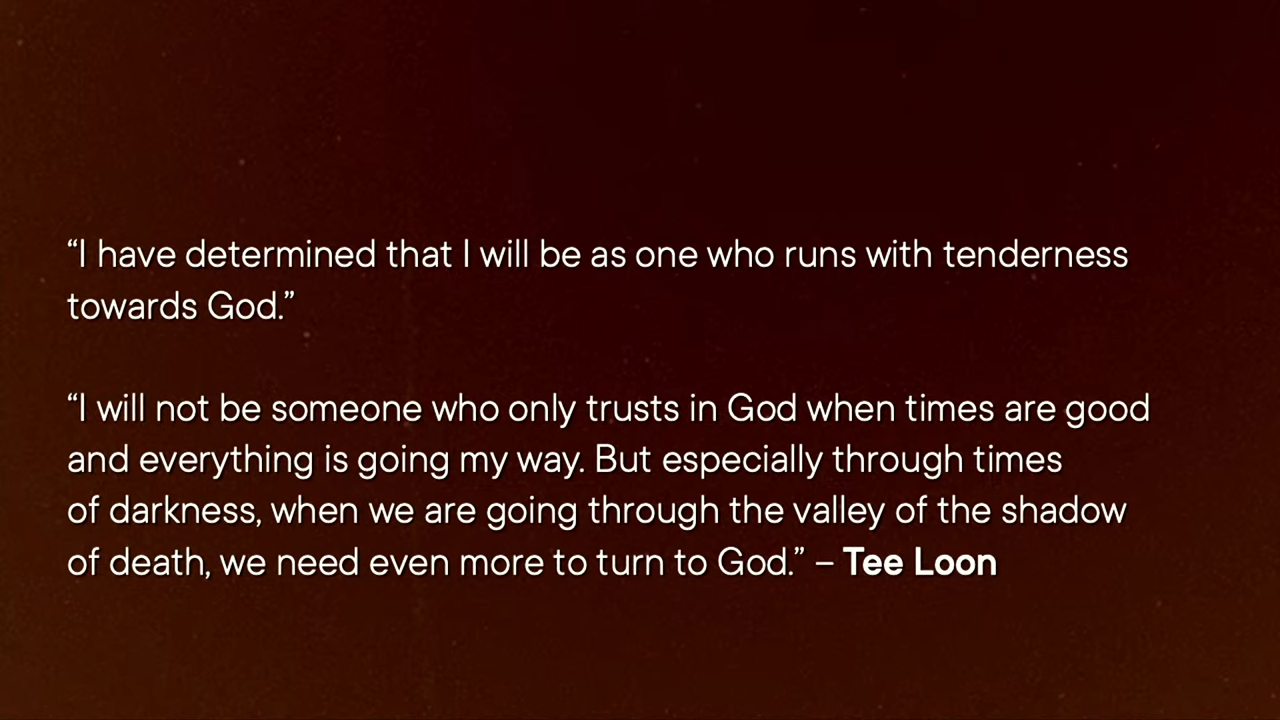 “I have determined that I will be as one who runs with tenderness
towards God.”
“I will not be someone who only trusts in God when times are good
and everything is going my way. But especially through times
of darkness, when we are going through the valley of the shadow
of death, we need even more to turn to God.” – Tee Loon